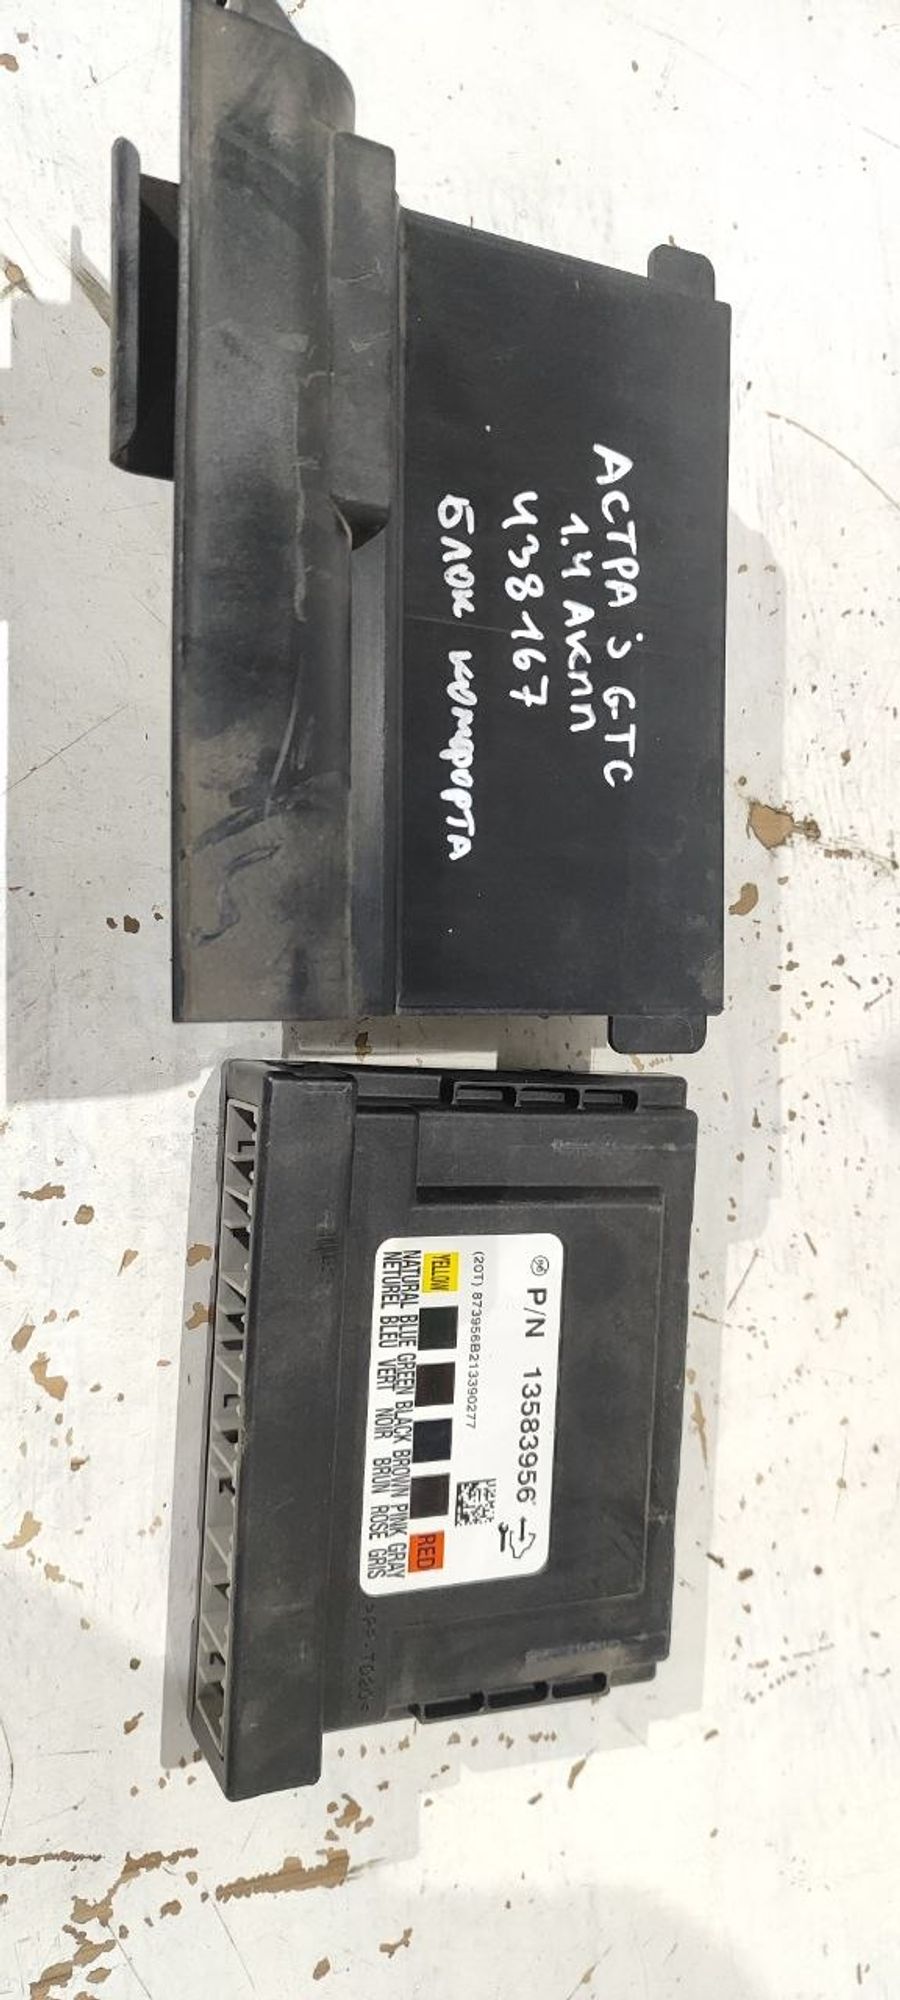 АСТРА j GTC
1.4 АКПП
438167
БЛОК КОМФОРТА
P/N 13583956
(20T) 873956B213390277
YELLOW
RED
NATURAL BLUE GREEN BLACK BROWN PINK GRAY
NETUREL BLEU VERT NOIR BRUN ROSE GRIS